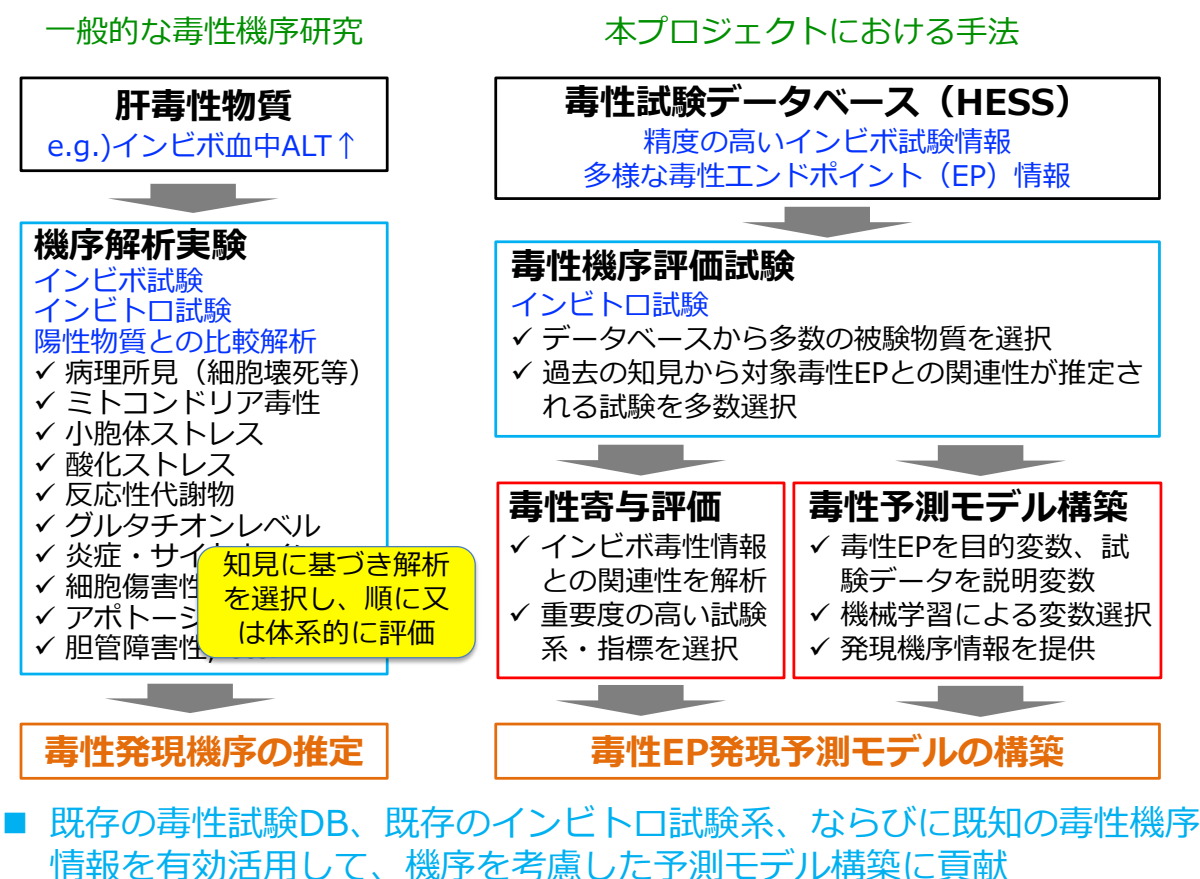 一般的な毒性機序研究
肝毒性物質
e.g.)インビボ血中ALT↑
機序解析実験
インビボ試験
インビトロ試験
陽性物質との比較解析
✓ 病理所見（細胞壊死等）
✓ ミトコンドリア毒性
✓ 小胞体ストレス
✓ 酸化ストレス
✓ 反応性代謝物
✓ グルタチオンレベル
✓ 炎症・サイ
✓ 細胞傷害性
✓ アポトーシ
✓ 胆管障害性
知見に基づき解析
を選択し、順に又
は体系的に評価
毒性発現機序の推定
本プロジェクトにおける手法
毒性試験データベース（HESS）
精度の高いインビボ試験情報
多様な毒性エンドポイント（EP）情報
毒性機序評価試験
インビトロ試験
✓ データベースから多数の被験物質を選択
✓ 過去の知見から対象毒性EPとの関連性が推定さ
れる試験を多数選択
毒性寄与評価
✓ インビボ毒性情報
との関連性を解析
✓ 重要度の高い試験
系・指標を選択
毒性予測モデル構築
✓ 毒性EPを目的変数、試
験データを説明変数
✓ 機械学習による変数選択
✓ 発現機序情報を提供
毒性EP発現予測モデルの構築
■ 既存の毒性試験DB、既存のインビトロ試験系、ならびに既知の毒性機序
情報を有効活用して、機序を考慮した予測モデル構築に貢献